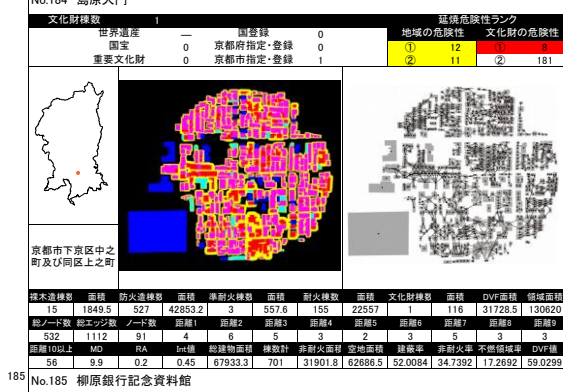 No.184 島原大門
文化財棟数 1 延焼危険性ランク
世界遺産 — 国登録 0 地域の危険性 文化財の危険性
国宝 0 京都府指定・登録 0 ① 12 ① 8
重要文化財 0 京都市指定・登録 1 ② 11 ② 181
京都市下京区中之
町及び同区上之町
裸木造棟数 面積 防火造棟数 面積 準耐火棟数 面積 耐火棟数 面積 文化財棟数 面積 DVF面積 領域面積
15 1849.5 527 42853.2 3 557.6 155 22557 1 116 31728.5 130620
総ノード数 総エッジ数 ノード数 距離1 距離2 距離3 距離4 距離5 距離6 距離7 距離8 距離9
532 1112 91 4 6 5 3 2 3 5 3 3
距離10以上 MD RA Int値 総建物面積 棟数計 非耐火面積 空地面積 建蔽率 非耐火率 不燃領域率 DVF値
56 9.9 0.2 0.45 67933.3 701 31901.8 62686.5 52.0084 34.7392 17.2692 59.0299
185 No.185 柳原銀行記念資料館